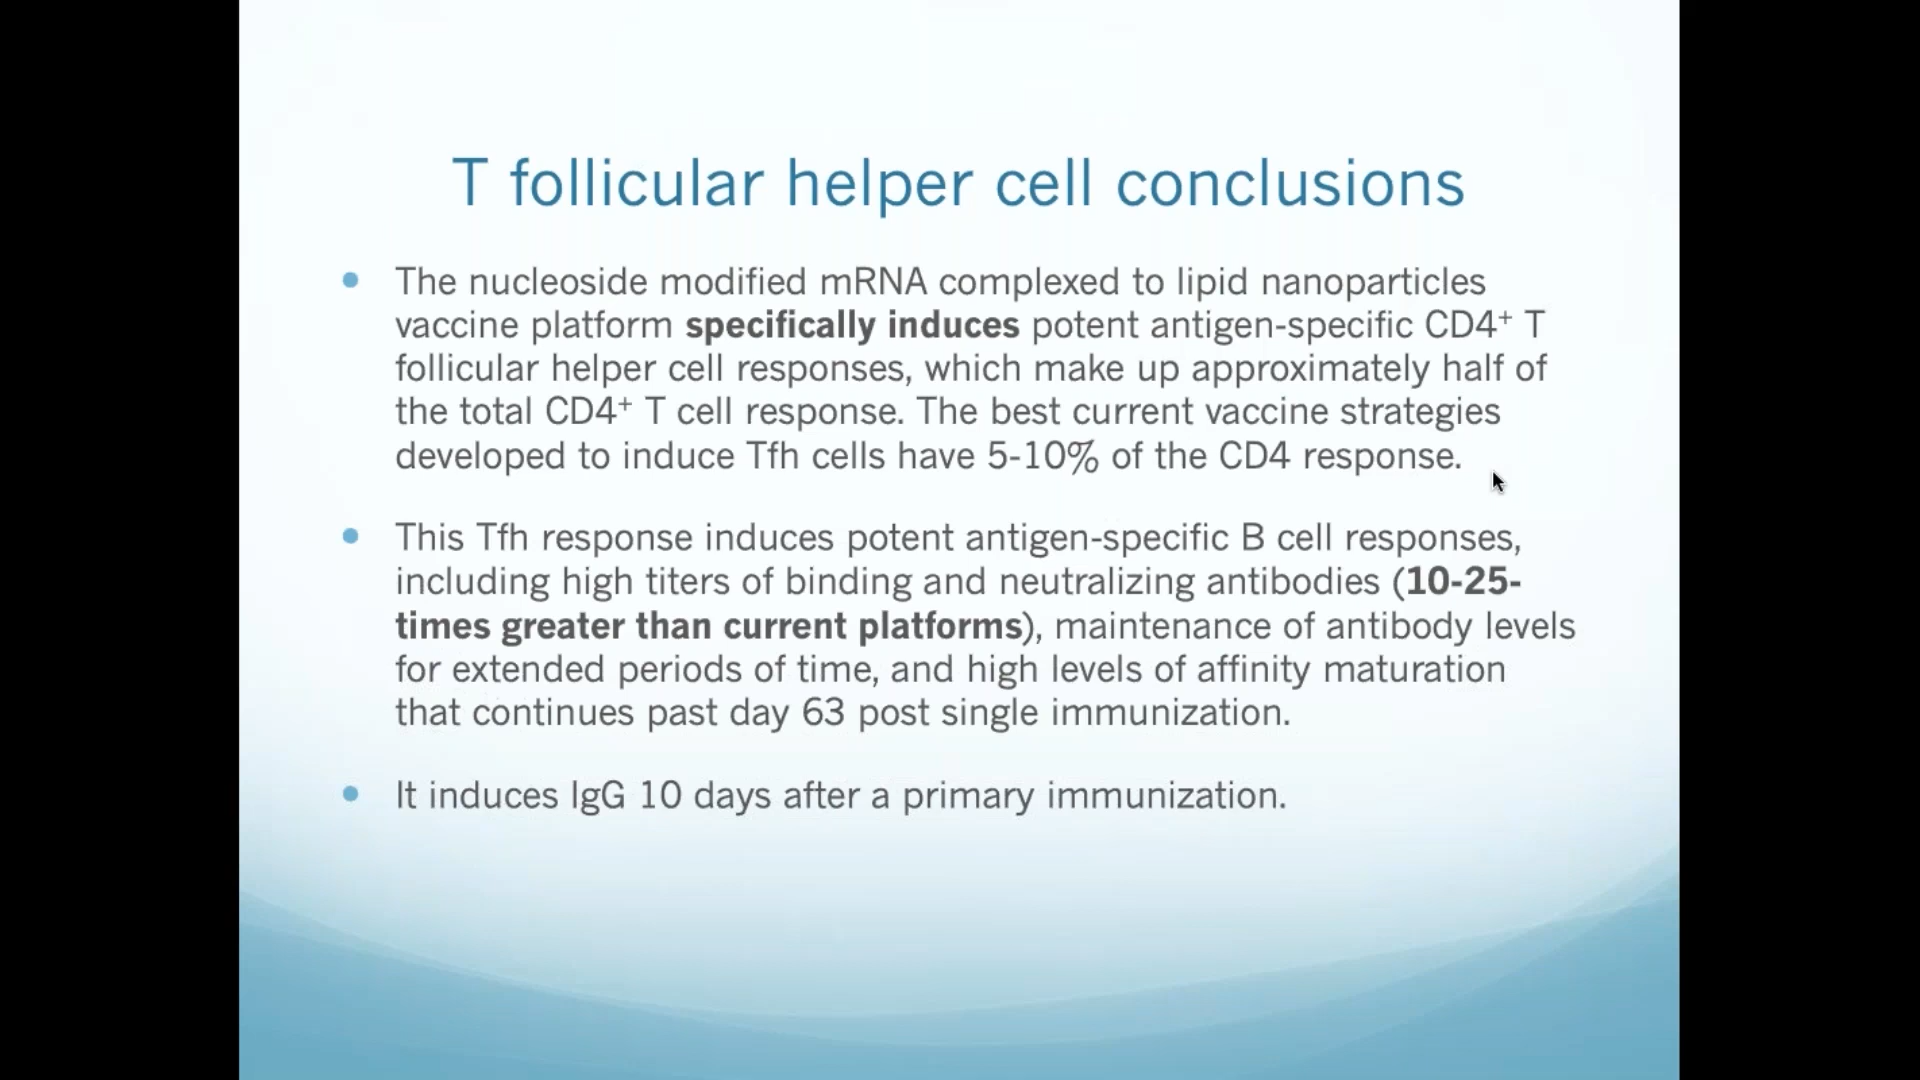 T follicular helper cell conclusions
The nucleoside modified mRNA complexed to lipid nanoparticles
vaccine platform specifically induces potent antigen-specific CD4⁺ T
follicular helper cell responses, which make up approximately half of
the total CD4⁺ T cell response. The best current vaccine strategies
developed to induce Tfh cells have 5-10% of the CD4 response.
This Tfh response induces potent antigen-specific B cell responses,
including high titers of binding and neutralizing antibodies (10-25-
times greater than current platforms), maintenance of antibody levels
for extended periods of time, and high levels of affinity maturation
that continues past day 63 post single immunization.
It induces IgG 10 days after a primary immunization.